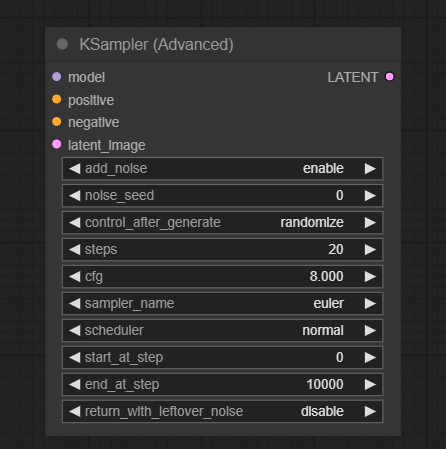 KSampler (Advanced)
model LATENT
positive
negative
latent_image
add_noise enable
noise_seed 0
control_after_generate randomize
steps 20
cfg 8.000
sampler_name euler
scheduler normal
start_at_step 0
end_at_step 10000
return_with_leftover_noise disable